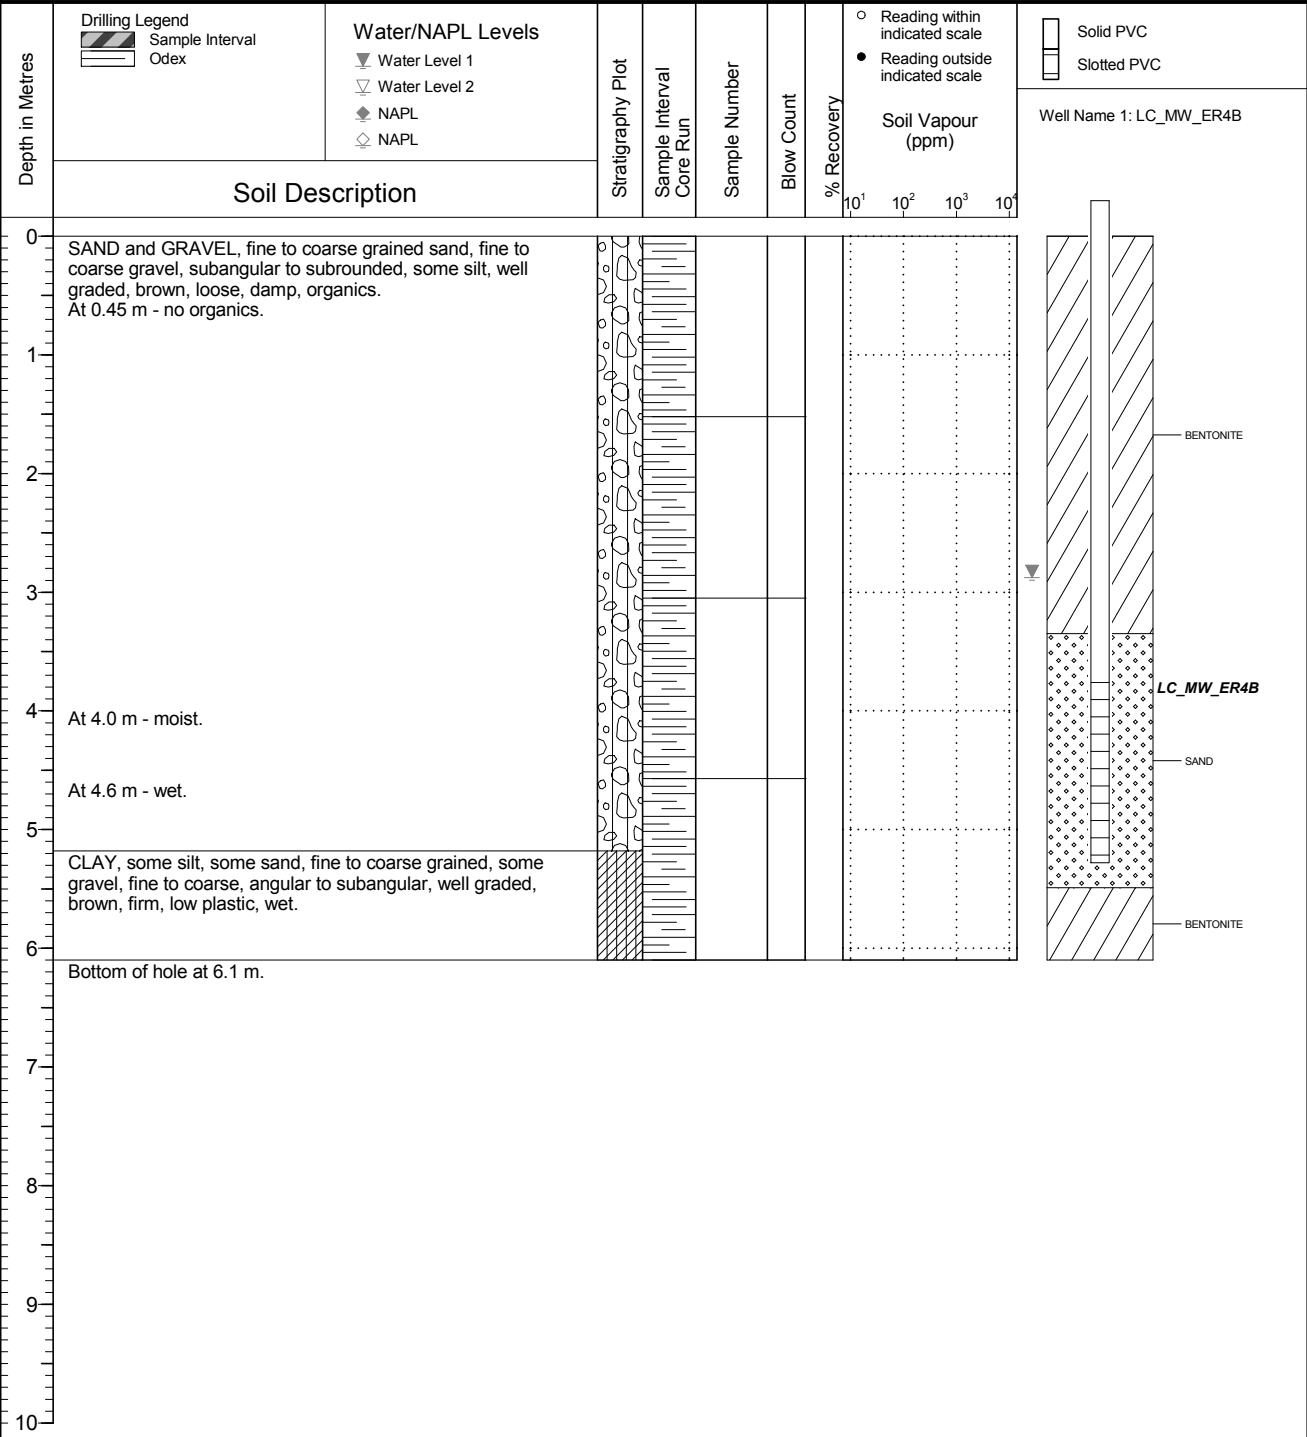 Depth in Metres
Drilling Legend
Sample Interval
Odex
Water/NAPL Levels
Water Level 1
Water Level 2
NAPL
NAPL
Soil Description
Stratigraphy Plot
Sample Interval
Core Run
Sample Number
Blow Count
% Recovery
Reading within
indicated scale
Reading outside
indicated scale
Soil Vapour
(ppm)
10¹ 10² 10³ 10⁴
Solid PVC
Slotted PVC
Well Name 1: LC_MW_ER4B
0
SAND and GRAVEL, fine to coarse grained sand, fine to
coarse gravel, subangular to subrounded, some silt, well
graded, brown, loose, damp, organics.
At 0.45 m - no organics.
1
BENTONITE
2
3
LC_MW_ER4B
4
At 4.0 m - moist.
SAND
At 4.6 m - wet.
5
CLAY, some silt, some sand, fine to coarse grained, some
gravel, fine to coarse, angular to subangular, well graded,
brown, firm, low plastic, wet.
BENTONITE
6
Bottom of hole at 6.1 m.
7
8
9
10